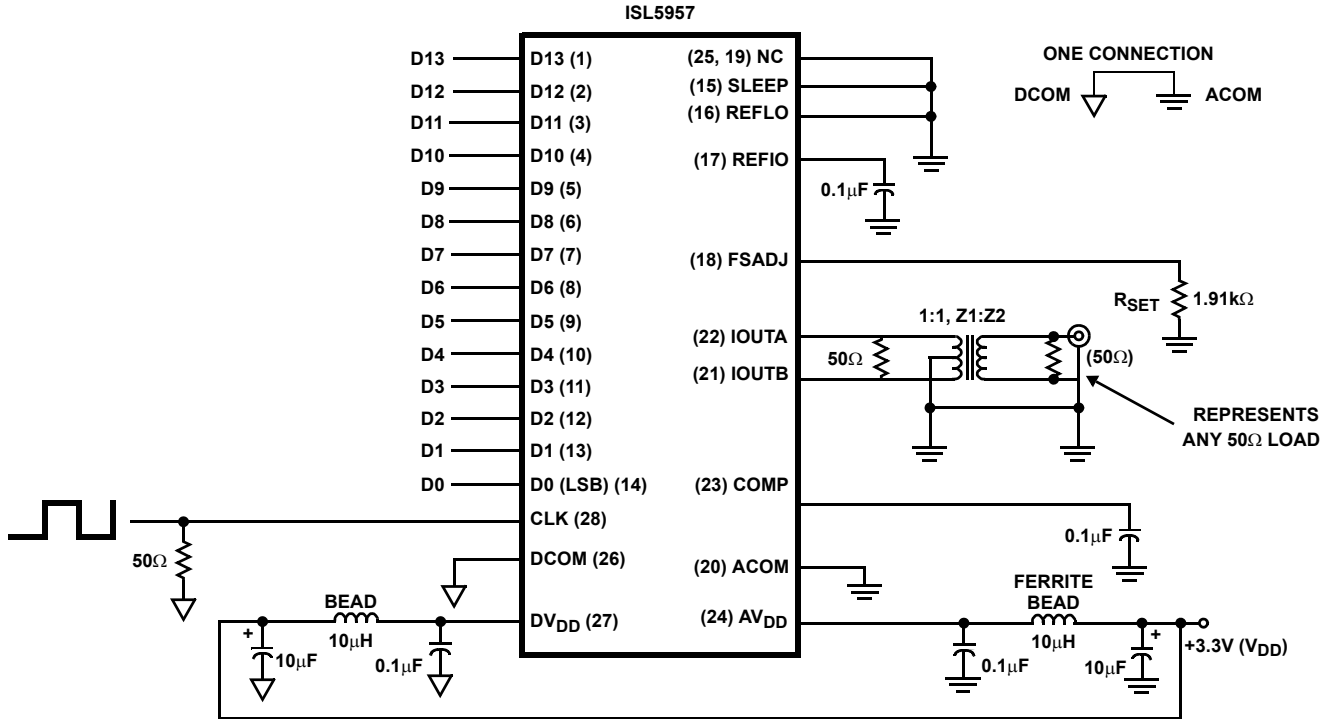 ISL5957
D13
D12
D11
D10
D9
D8
D7
D6
D5
D4
D3
D2
D1
D0
D13 (1)
D12 (2)
D11 (3)
D10 (4)
D9 (5)
D8 (6)
D7 (7)
D6 (8)
D5 (9)
D4 (10)
D3 (11)
D2 (12)
D1 (13)
D0 (LSB) (14)
CLK (28)
DCOM (26)
DVDD (27)
(25, 19) NC
(15) SLEEP
(16) REFLO
(17) REFIO
(18) FSADJ
(22) IOUTA
(21) IOUTB
(23) COMP
(20) ACOM
(24) AVDD
ONE CONNECTION
DCOM
ACOM
0.1μF
RSET
1.91kΩ
1:1, Z1:Z2
50Ω
(50Ω)
REPRESENTS
ANY 50Ω LOAD
0.1μF
FERRITE
BEAD
10μH
0.1μF
+
10μF
+3.3V (VDD)
50Ω
BEAD
10μH
+
10μF
0.1μF